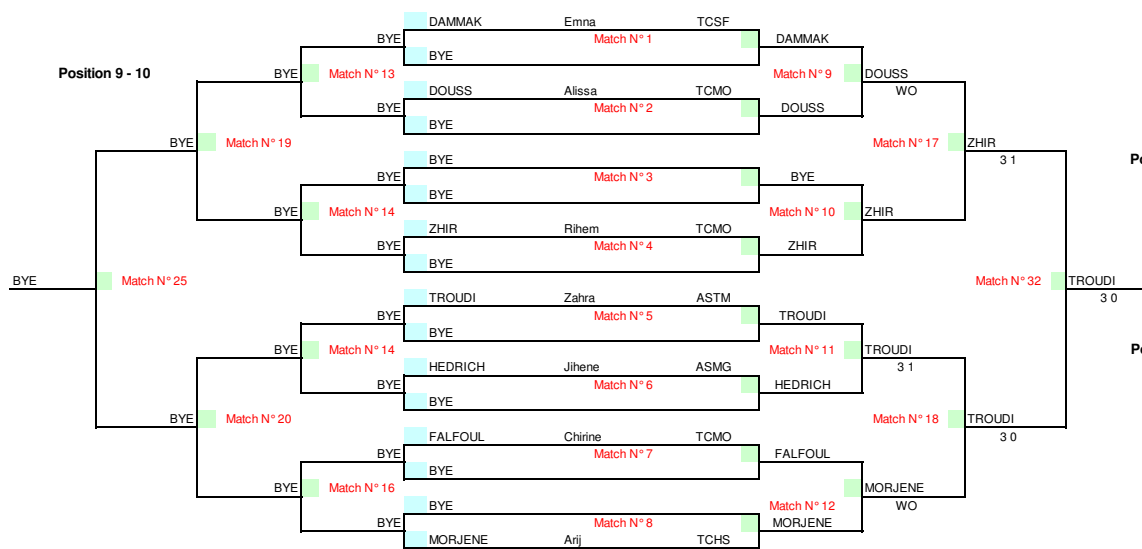 DAMMAK Emna TCSF
BYE Match N° 1 DAMMAK
BYE
Position 9 - 10 BYE Match N° 13 Match N° 9 DOUSS
WO
DOUSS Alissa TCMO
BYE Match N° 2 DOUSS
BYE
BYE Match N° 19 Match N° 17 ZHIR
3 1
BYE
BYE Match N° 3 BYE
BYE
BYE Match N° 14 Match N° 10 ZHIR
ZHIR Rihem TCMO
BYE Match N° 4 ZHIR
BYE
BYE Match N° 25 Match N° 32 TROUDI
3 0
TROUDI Zahra ASTM
BYE Match N° 5 TROUDI
BYE
BYE Match N° 14 Match N° 11 TROUDI
3 1
HEDRICH Jihene ASMG
BYE Match N° 6 HEDRICH
BYE
BYE Match N° 20 Match N° 18 TROUDI
3 0
FALFOUL Chirine TCMO
BYE Match N° 7 FALFOUL
BYE
BYE Match N° 16 Match N° 12 MORJENE
WO
BYE
BYE Match N° 8 MORJENE
MORJENE Arij TCHS